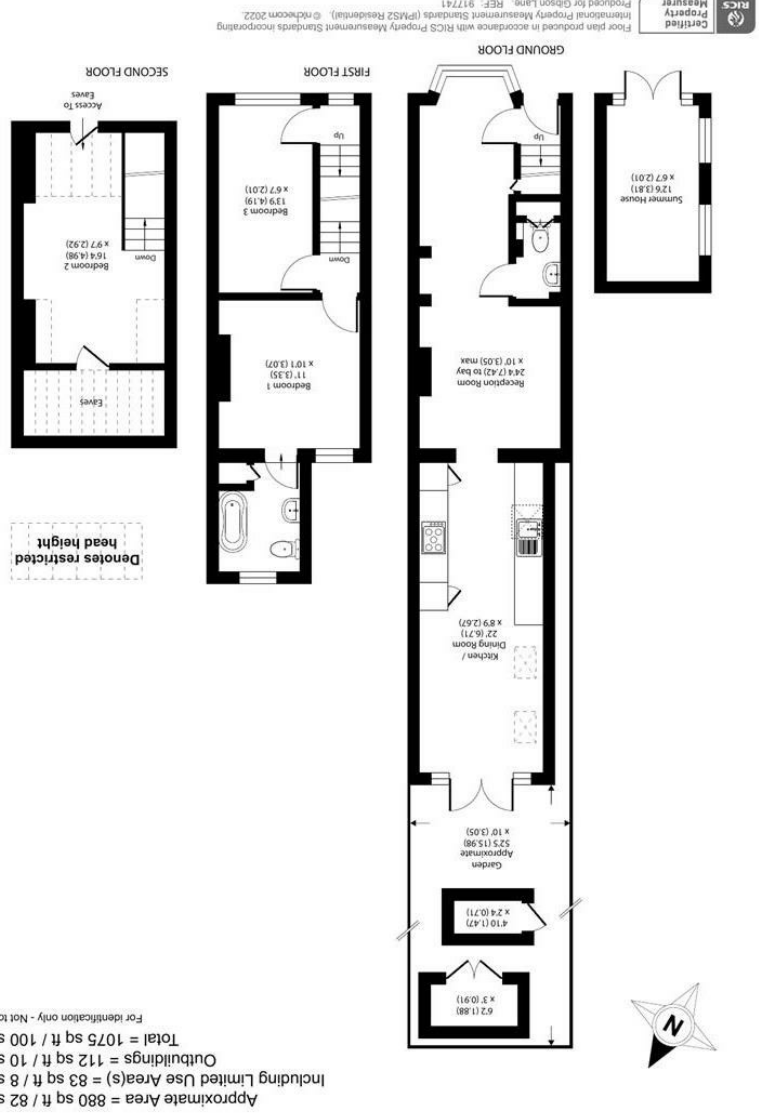 Approximate Area = 880 sq ft / 82 s
Including Limited Use Area(s) = 83 sq ft / 8 s
Outbuildings = 112 sq ft / 10 s
Total = 1075 sq ft / 100 s
For identification only - Not to
N
6'2 (1.88)
x 3' (0.91)
4'10 (1.47)
x 2'4 (0.71)
Garden
Approximate
52'5 (15.98)
x 10' (3.05)
Kitchen /
Dining Room
22' (6.71)
x 8'9 (2.67)
Reception Room
24'4 (7.42) to bay
x 10' (3.05) max
Up
GROUND FLOOR
Summer House
12'6 (3.81)
x 6'7 (2.01)
Bedroom 1
11' (3.35)
x 10'1 (3.07)
Down
Bedroom 3
13'9 (4.19)
x 6'7 (2.01)
Up
FIRST FLOOR
Denotes restricted
head height
Eaves
Bedroom 2
16'4 (4.98)
x 9'7 (2.92)
Down
Access To
Eaves
SECOND FLOOR
RICS
Certified
Property
Measurer
Floor plan produced in accordance with RICS Property Measurement Standards incorporating
International Property Measurement Standards (IPMS2 Residential). © nichecom 2022.
Produced for Gibson Lane. REF: 917741